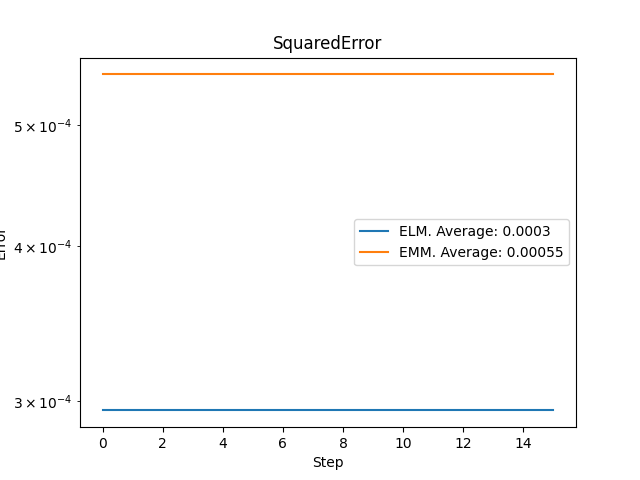 SquaredError
5 × 10⁻⁴
4 × 10⁻⁴
3 × 10⁻⁴
Error
ELM. Average: 0.0003
EMM. Average: 0.00055
0 2 4 6 8 10 12 14
Step